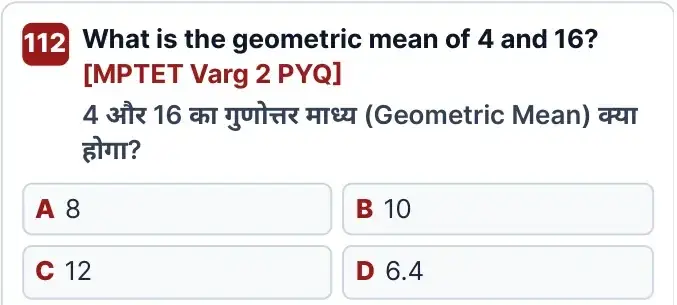 112 What is the geometric mean of 4 and 16?
[MPTET Varg 2 PYQ]
4 और 16 का गुणोत्तर माध्य (Geometric Mean) क्या
होगा?
A 8
B 10
C 12
D 6.4